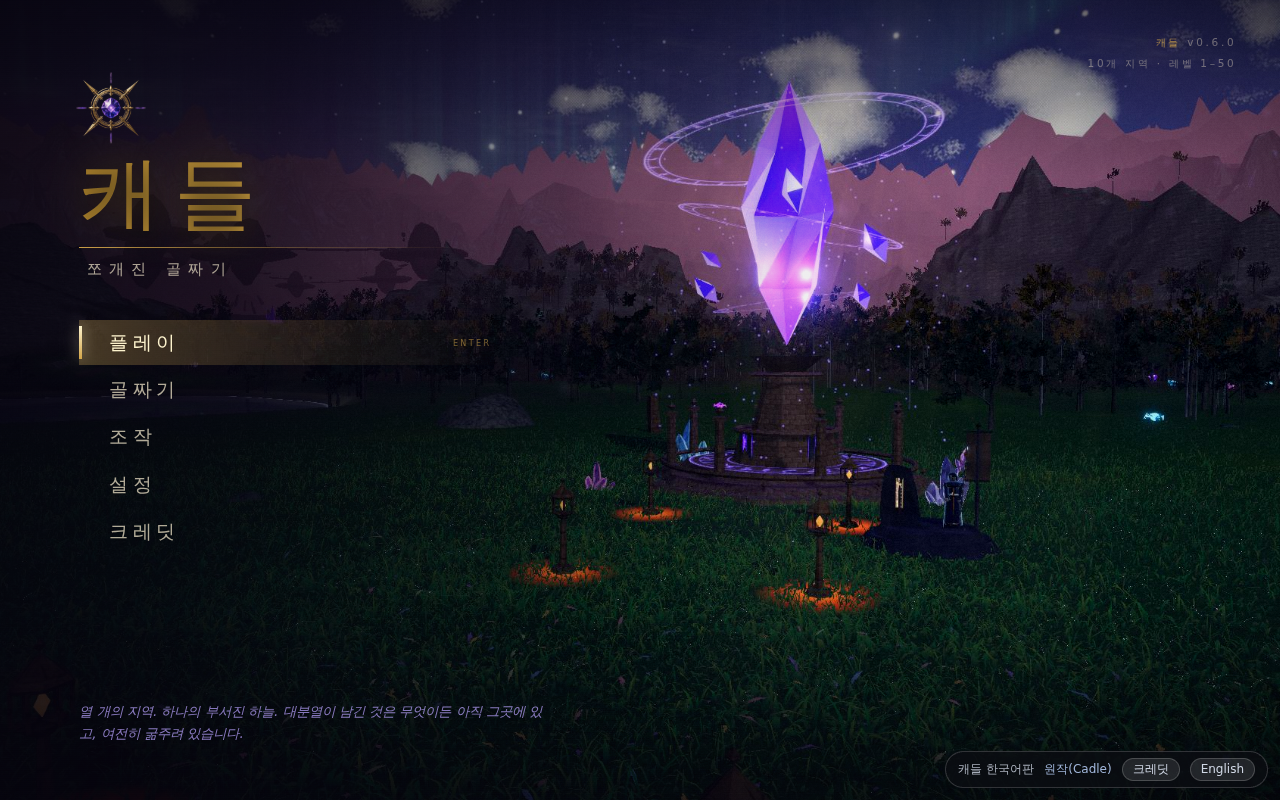 캐들 v0.6.0
10개 지역 · 레벨 1–50
캐들
쪼개진 골짜기
플레이 ENTER
골짜기
조작
설정
크레딧
열 개의 지역. 하나의 부서진 하늘. 대분열이 남긴 것은 무엇이든 아직 그곳에 있
고, 여전히 굶주려 있습니다.
캐들 한국어판 원작(Cadle) 크레딧 English